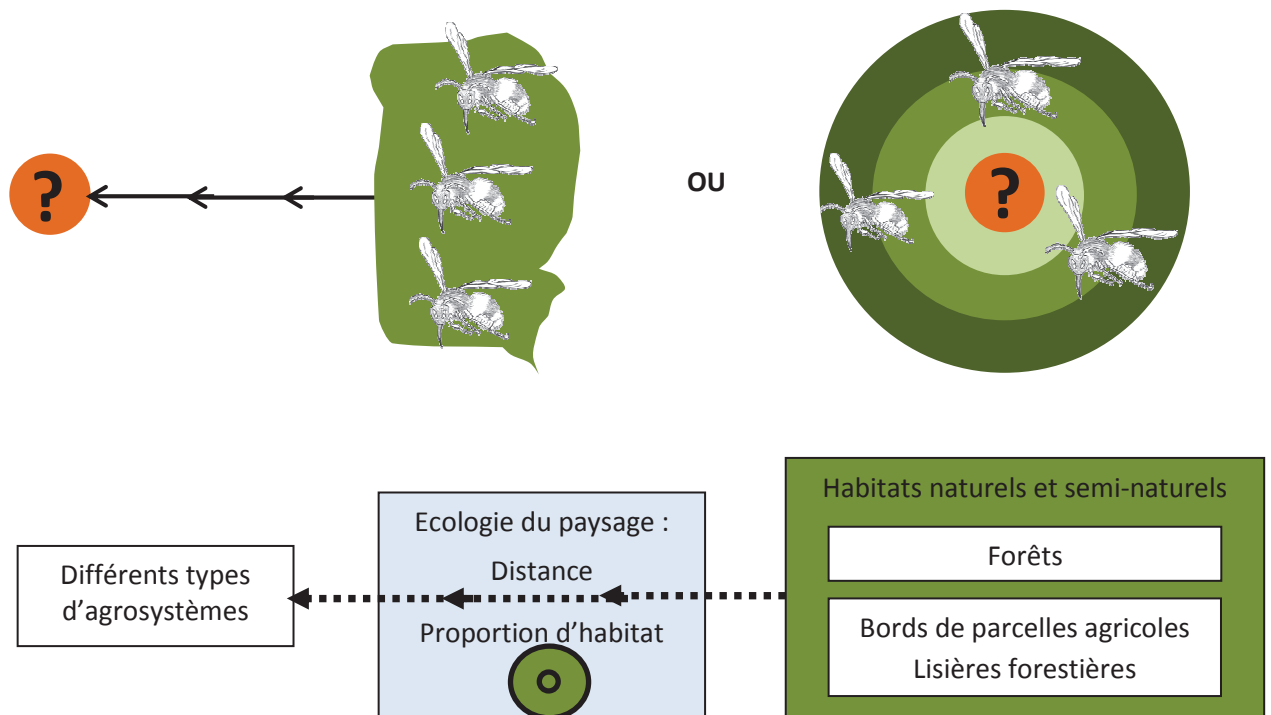 ?
OU
?
Ecologie du paysage :
Distance
Proportion d'habitat
Différents types
d'agrosystèmes
Habitats naturels et semi-naturels
Forêts
Bords de parcelles agricoles
Lisières forestières